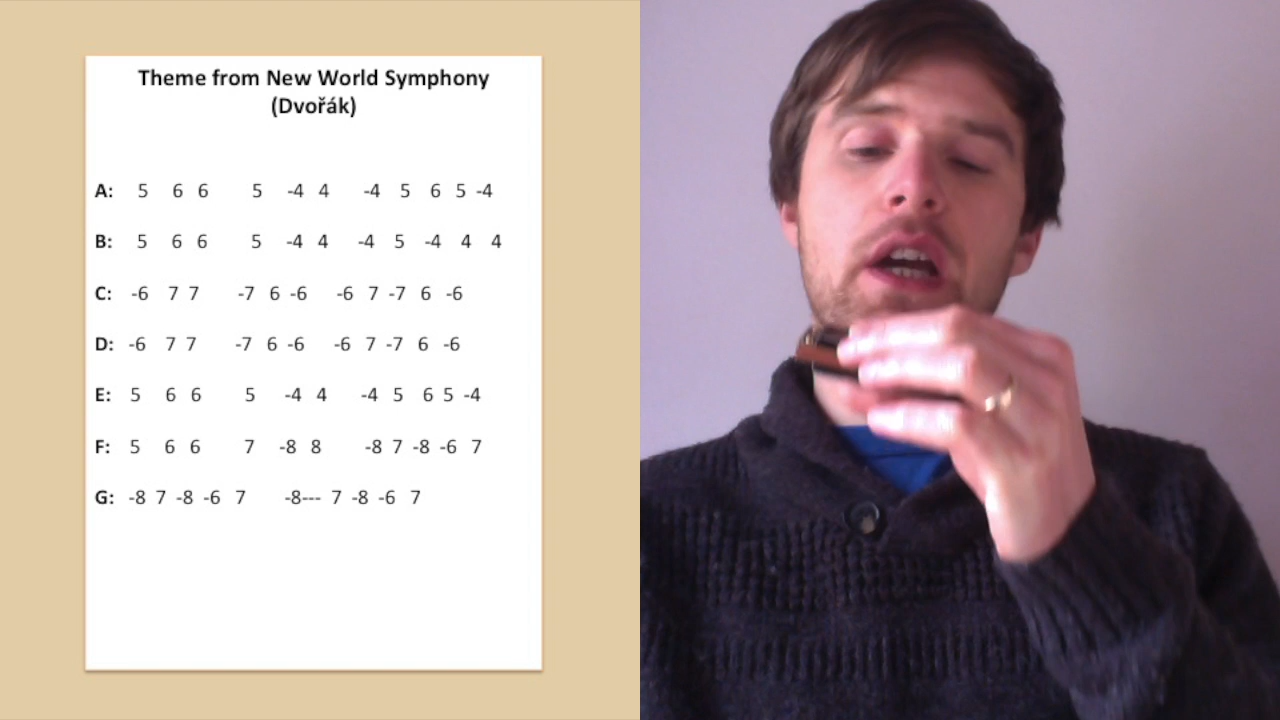 Theme from New World Symphony
(Dvořák)
A: 5 6 6 5 -4 4 -4 5 6 5 -4
B: 5 6 6 5 -4 4 -4 5 -4 4 4
C: -6 7 7 -7 6 -6 -6 7 -7 6 -6
D: -6 7 7 -7 6 -6 -6 7 -7 6 -6
E: 5 6 6 5 -4 4 -4 5 6 5 -4
F: 5 6 6 7 -8 8 -8 7 -8 -6 7
G: -8 7 -8 -6 7 -8--- 7 -8 -6 7